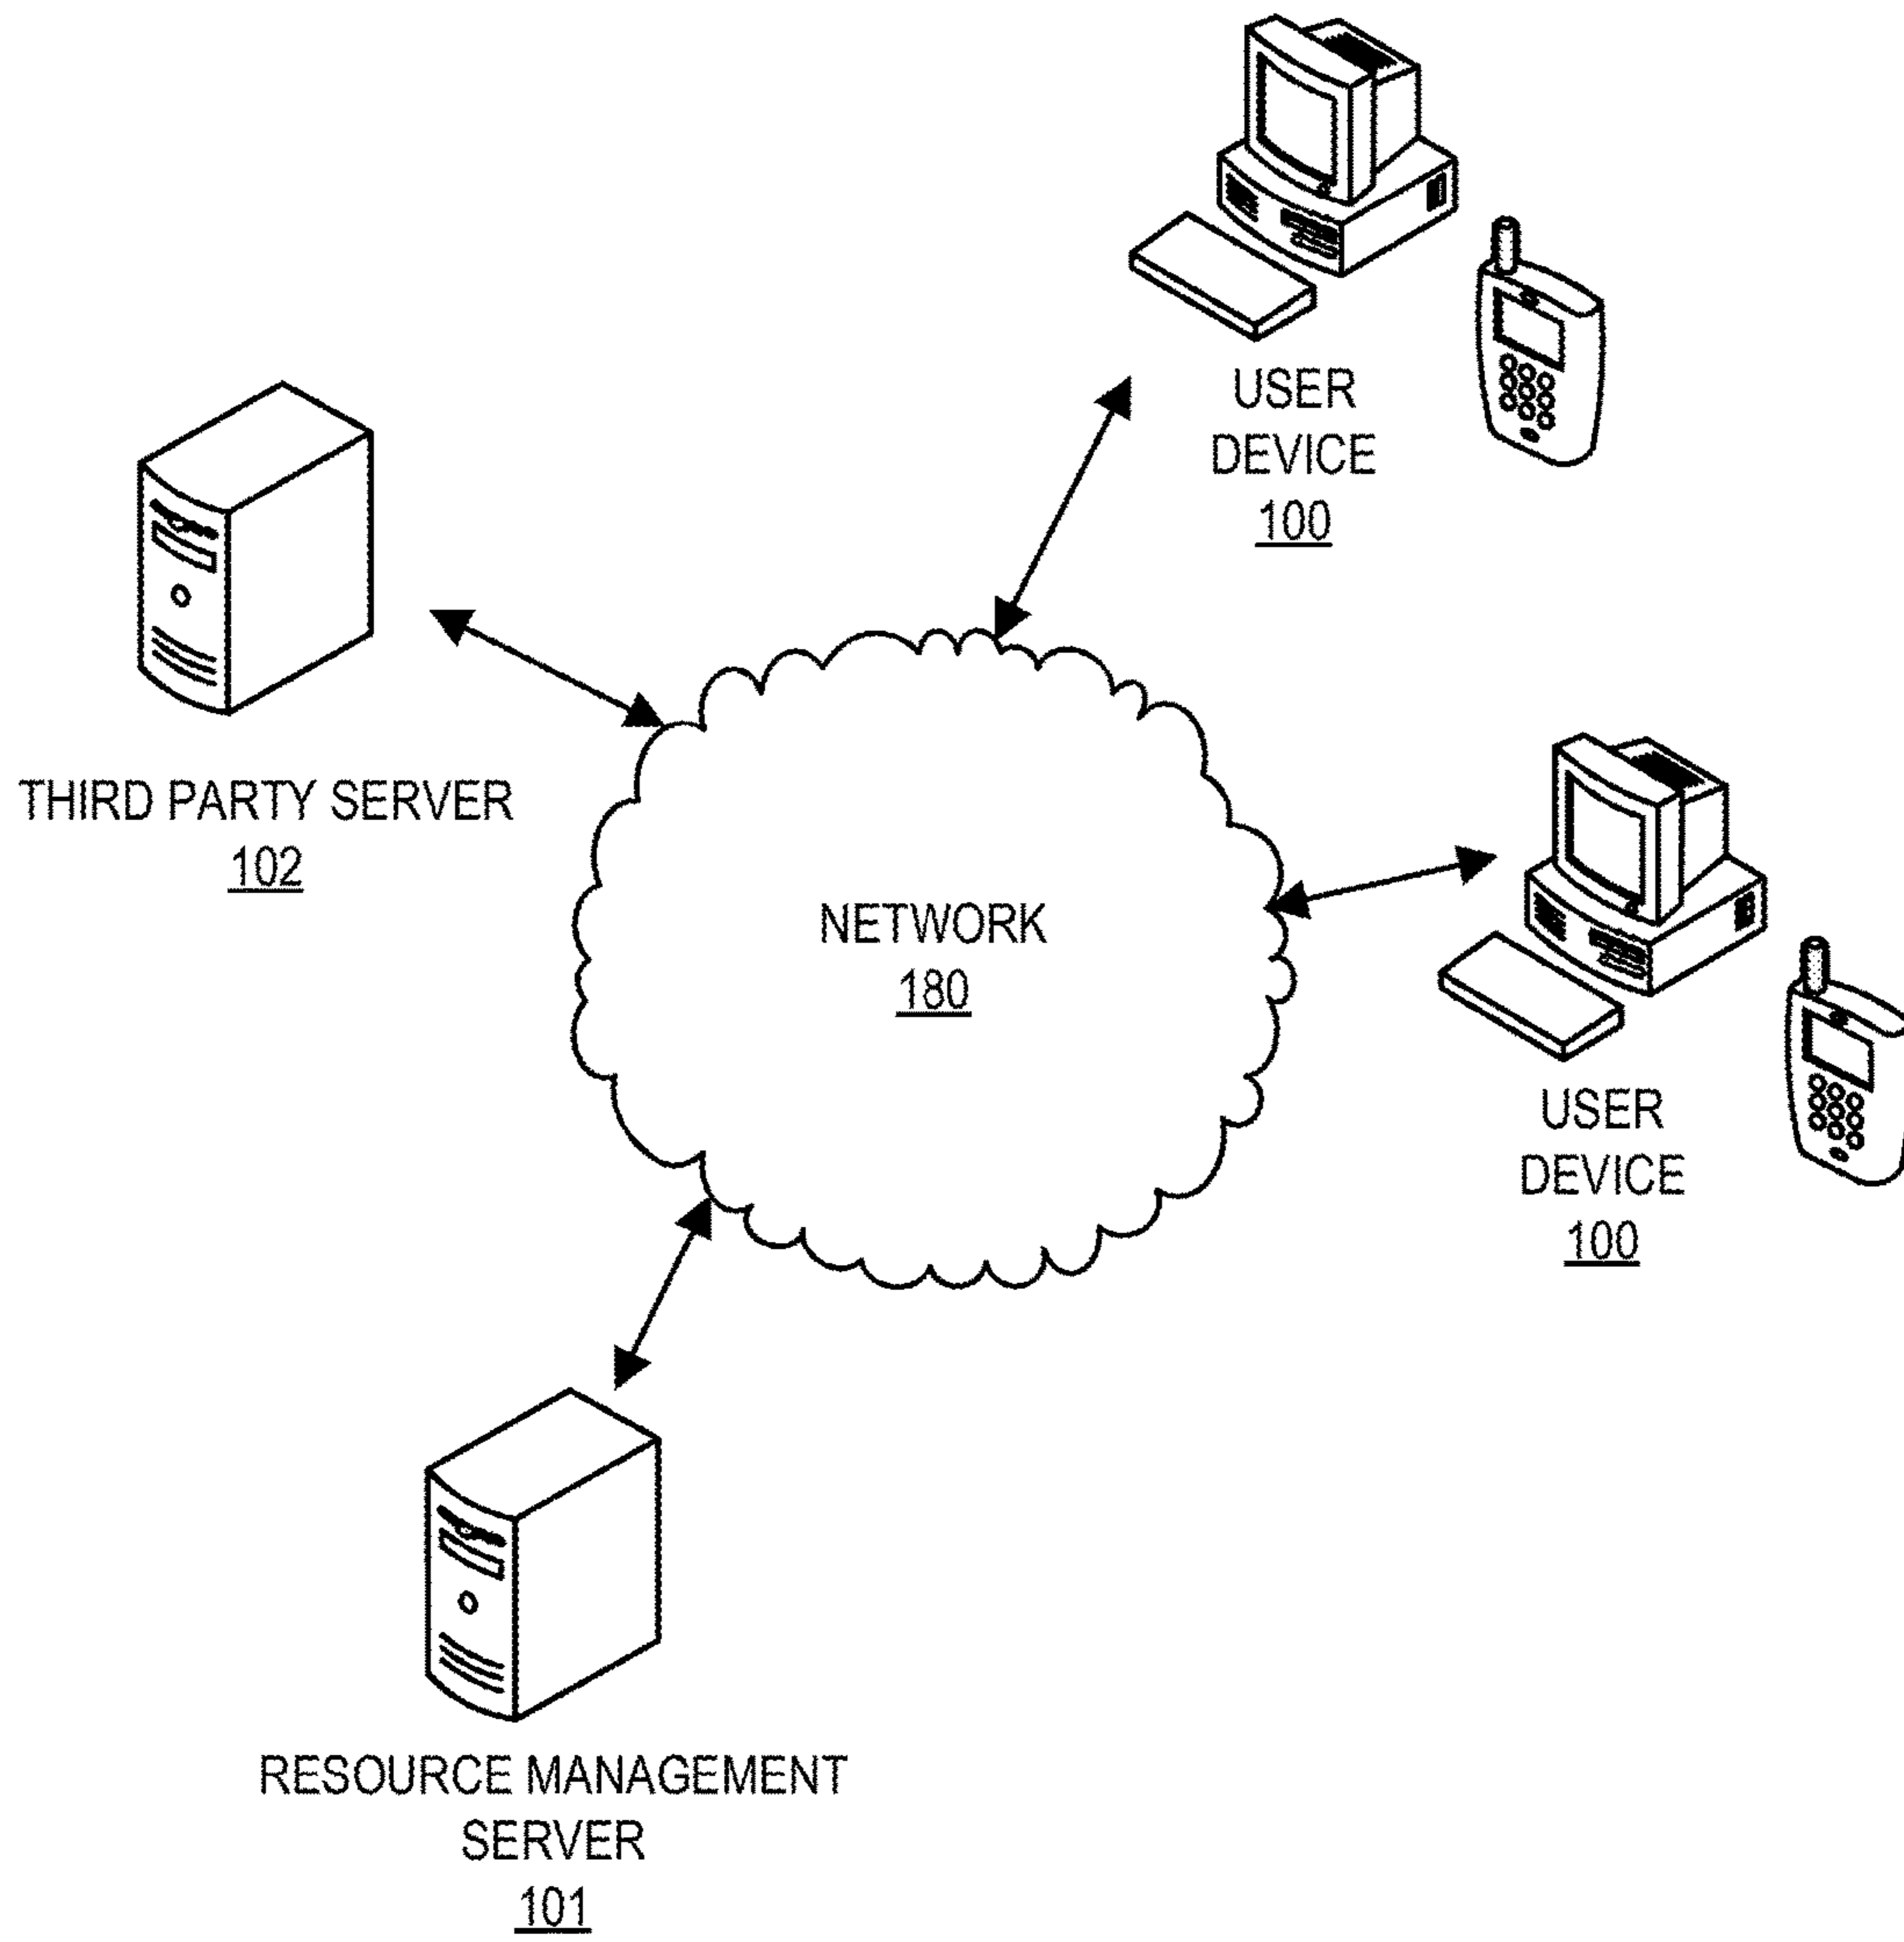 USER
DEVICE
100
THIRD PARTY SERVER
102
NETWORK
180
USER
DEVICE
100
RESOURCE MANAGEMENT
SERVER
101